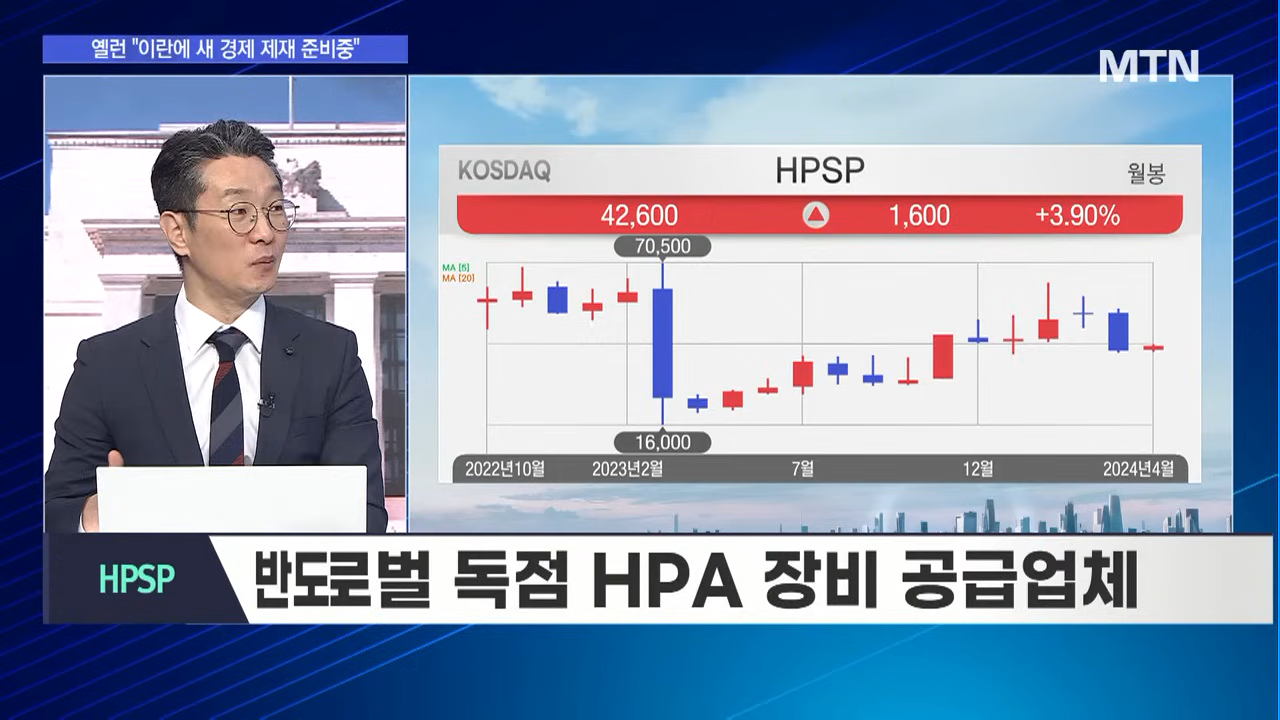 옐런 "이란에 새 경제 제재 준비중"
MTN
KOSDAQ HPSP 월봉
42,600 1,600 +3.90%
70,500
MA [5]
MA [20]
16,000
2022년10월 2023년2월 7월 12월 2024년4월
HPSP 반도로벌 독점 HPA 장비 공급업체